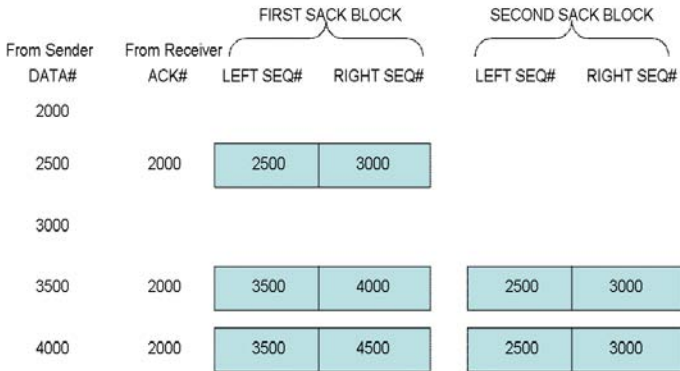 FIRST SACK BLOCK SECOND SACK BLOCK
From Sender From Receiver
DATA# ACK# LEFT SEQ# RIGHT SEQ# LEFT SEQ# RIGHT SEQ#
2000
2500 2000 2500 3000
3000
3500 2000 3500 4000 2500 3000
4000 2000 3500 4500 2500 3000